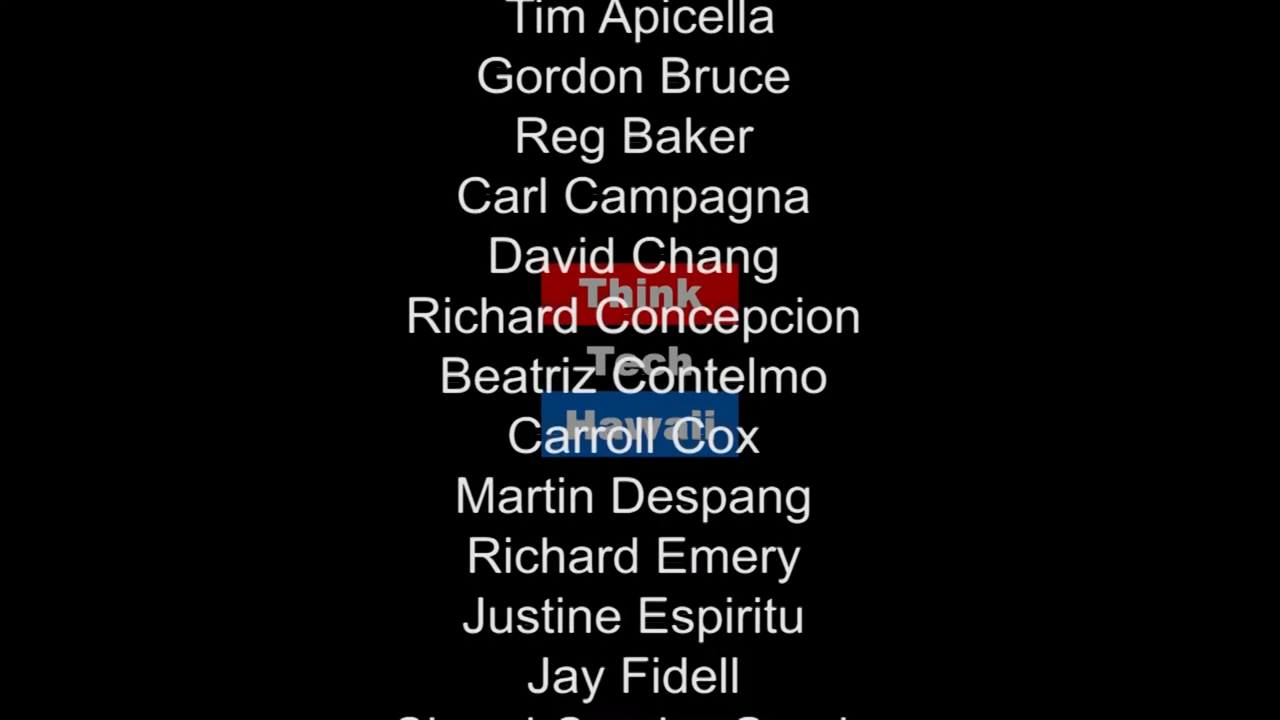 Tim Apicella
Gordon Bruce
Reg Baker
Carl Campagna
David Chang
Think
Richard Concepcion
Tech
Beatriz Contelmo
Hawaii
Carroll Cox
Martin Despang
Richard Emery
Justine Espiritu
Jay Fidell